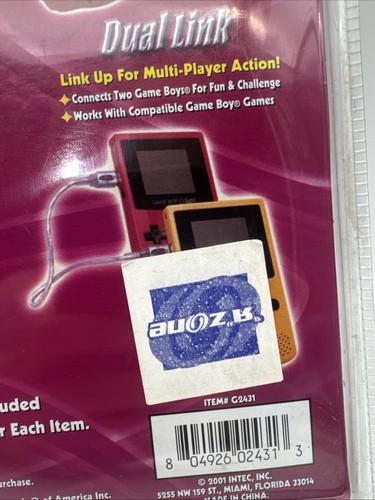 Dual Link
Link Up For Multi-Player Action!
Connects Two Game Boys® For Fun & Challenge
Works With Compatible Game Boy® Games
GAME BOY COLOR
R"Zone
uded
r Each Item.
ITEM# G2431
8 04926 02431 3
© 2001 INTEC, INC.
5255 NW 159 ST., MIAMI, FLORIDA 33014
MADE IN CHINA
urchase.
of America Inc.